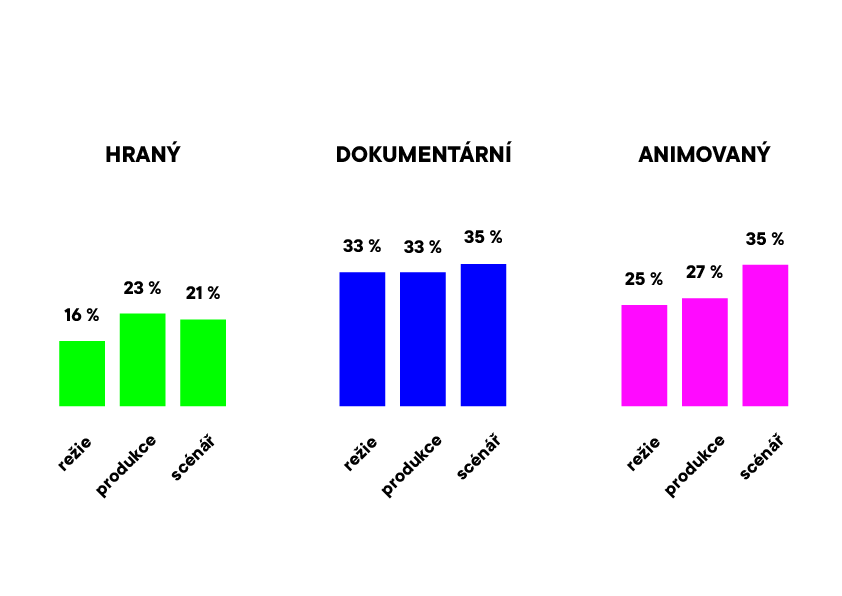 HRANÝ
16 %
23 %
21 %
režie
produkce
scénář
DOKUMENTÁRNÍ
33 %
33 %
35 %
režie
produkce
scénář
ANIMOVANÝ
25 %
27 %
35 %
režie
produkce
scénář